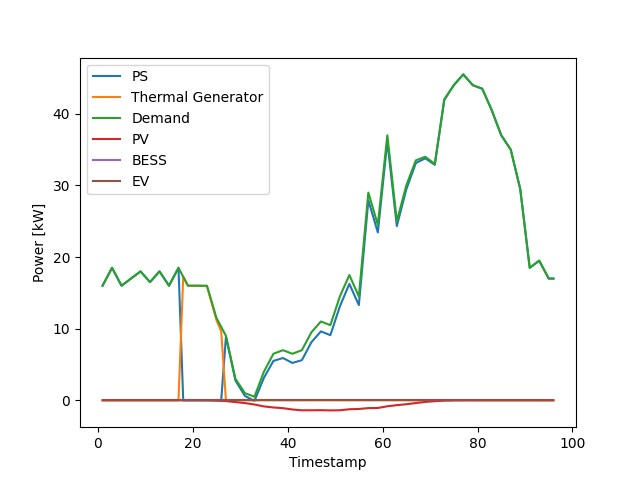 PS
Thermal Generator
Demand
PV
BESS
EV
Power [kW]
40
30
20
10
0
0 20 40 60 80 100
Timestamp